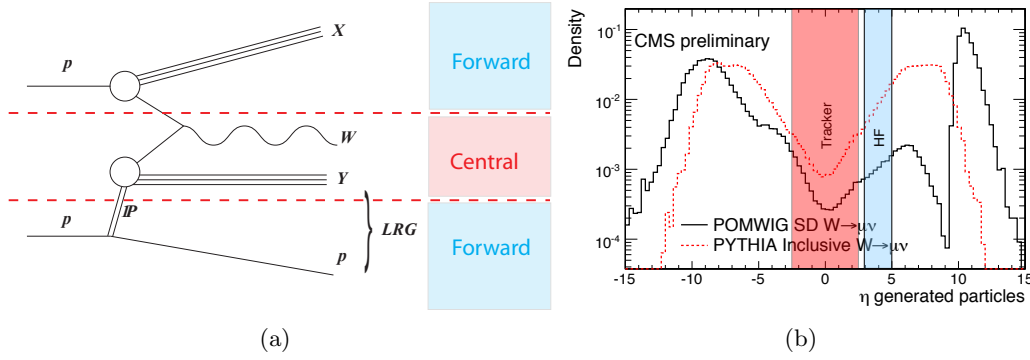 X
p
Forward
W
Central
Y
IP
p
LRG
Forward
p
(a)
Density
CMS preliminary
10⁻¹
10⁻²
10⁻³
10⁻⁴
Tracker
HF
POMWIG SD W→μν
PYTHIA Inclusive W→μν
-15 -10 -5 0 5 10 15
η generated particles
(b)